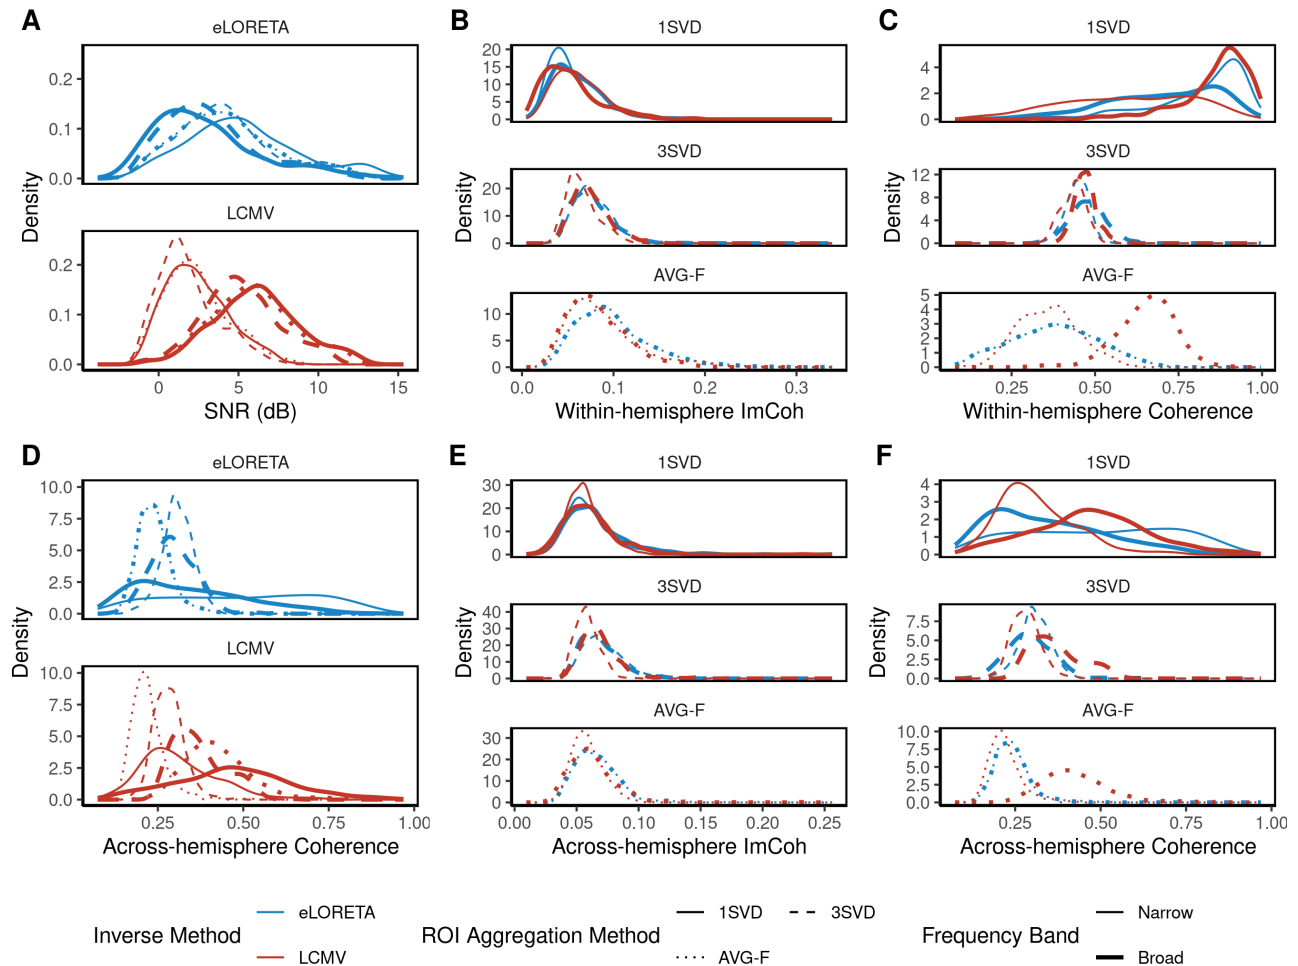 A
eLORETA
0.2
0.1
0.0
LCMV
0.2
0.1
0.0
0
5
10
15
Density
SNR (dB)
B
1SVD
20
15
10
5
0
3SVD
20
10
0
AVG-F
10
5
0
0.0
0.1
0.2
0.3
Density
Within-hemisphere ImCoh
C
1SVD
4
2
0
3SVD
12
8
4
0
AVG-F
5
4
3
2
1
0
0.25
0.50
0.75
1.00
Density
Within-hemisphere Coherence
D
eLORETA
10.0
7.5
5.0
2.5
0.0
LCMV
10.0
7.5
5.0
2.5
0.0
0.25
0.50
0.75
1.00
Density
Across-hemisphere Coherence
E
1SVD
30
20
10
0
3SVD
40
30
20
10
0
AVG-F
30
20
10
0
0.00
0.05
0.10
0.15
0.20
0.25
Density
Across-hemisphere ImCoh
F
1SVD
4
3
2
1
0
3SVD
7.5
5.0
2.5
0.0
AVG-F
10.0
7.5
5.0
2.5
0.0
0.25
0.50
0.75
1.00
Density
Across-hemisphere Coherence
Inverse Method
eLORETA
LCMV
ROI Aggregation Method
1SVD
3SVD
AVG-F
Frequency Band
Narrow
Broad